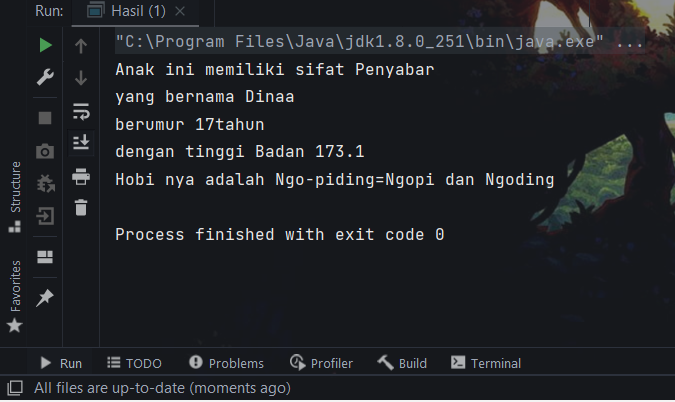 Run: Hasil (1)
"C:\Program Files\Java\jdk1.8.0_251\bin\java.exe" ...
Anak ini memiliki sifat Penyabar
yang bernama Dinaa
berumur 17tahun
dengan tinggi Badan 173.1
Hobi nya adalah Ngo-piding=Ngopi dan Ngoding
Process finished with exit code 0
Structure
Favorites
Run TODO Problems Profiler Build Terminal
All files are up-to-date (moments ago)